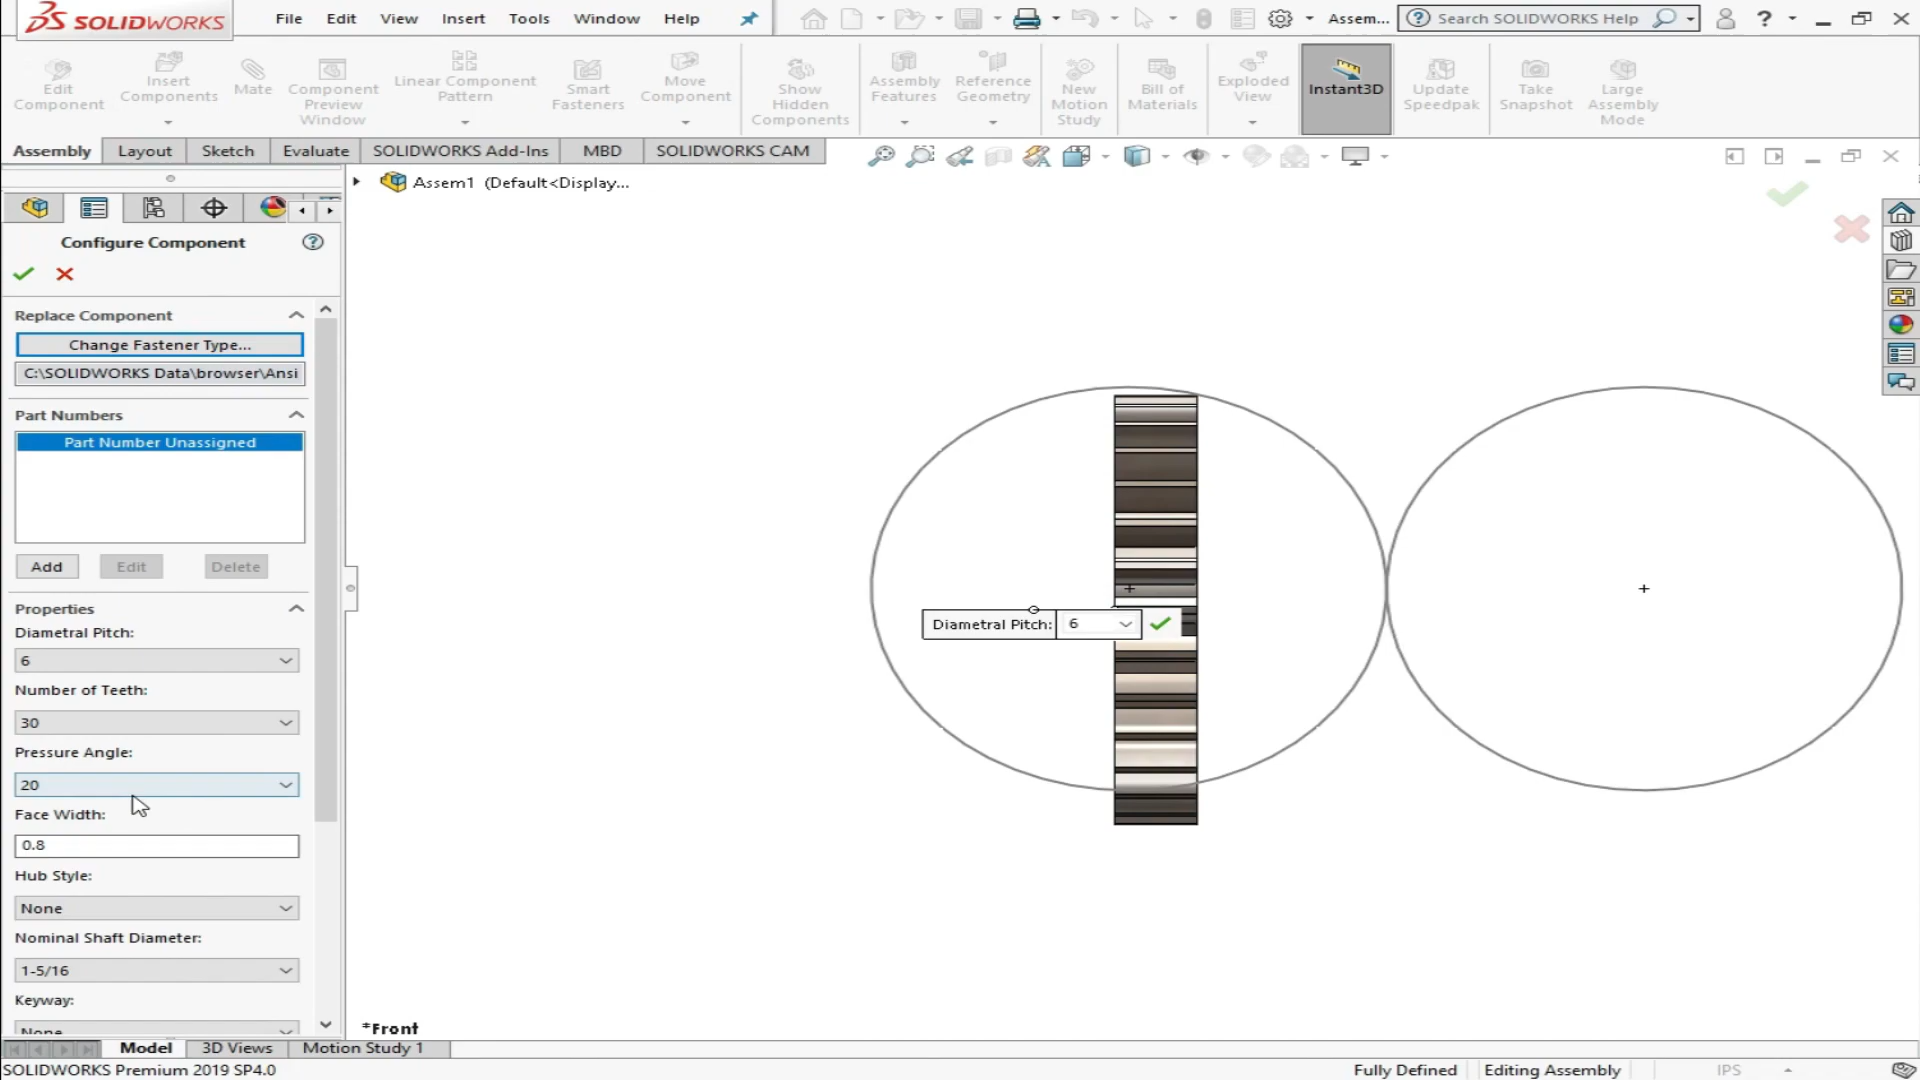 SOLIDWORKS
File Edit View Insert Tools Window Help
Assem...
Search SOLIDWORKS Help
Edit Component
Insert Components
Mate
Component Preview Window
Linear Component Pattern
Smart Fasteners
Move Component
Show Hidden Components
Assembly Features
Reference Geometry
New Motion Study
Bill of Materials
Exploded View
Instant3D
Update Speedpak
Take Snapshot
Large Assembly Mode
Assembly Layout Sketch Evaluate SOLIDWORKS Add-Ins MBD SOLIDWORKS CAM
Assem1 (Default<Display...
Configure Component
Replace Component
Change Fastener Type...
C:\SOLIDWORKS Data\browser\Ansi
Part Numbers
Part Number Unassigned
Add Edit Delete
Properties
Diametral Pitch:
6
Number of Teeth:
30
Pressure Angle:
20
Face Width:
0.8
Hub Style:
None
Nominal Shaft Diameter:
1-5/16
Keyway:
None
Diametral Pitch: 6
*Front
Model 3D Views Motion Study 1
SOLIDWORKS Premium 2019 SP4.0
Fully Defined Editing Assembly IPS